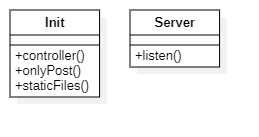 Init
+controller()
+onlyPost()
+staticFiles()
Server
+listen()